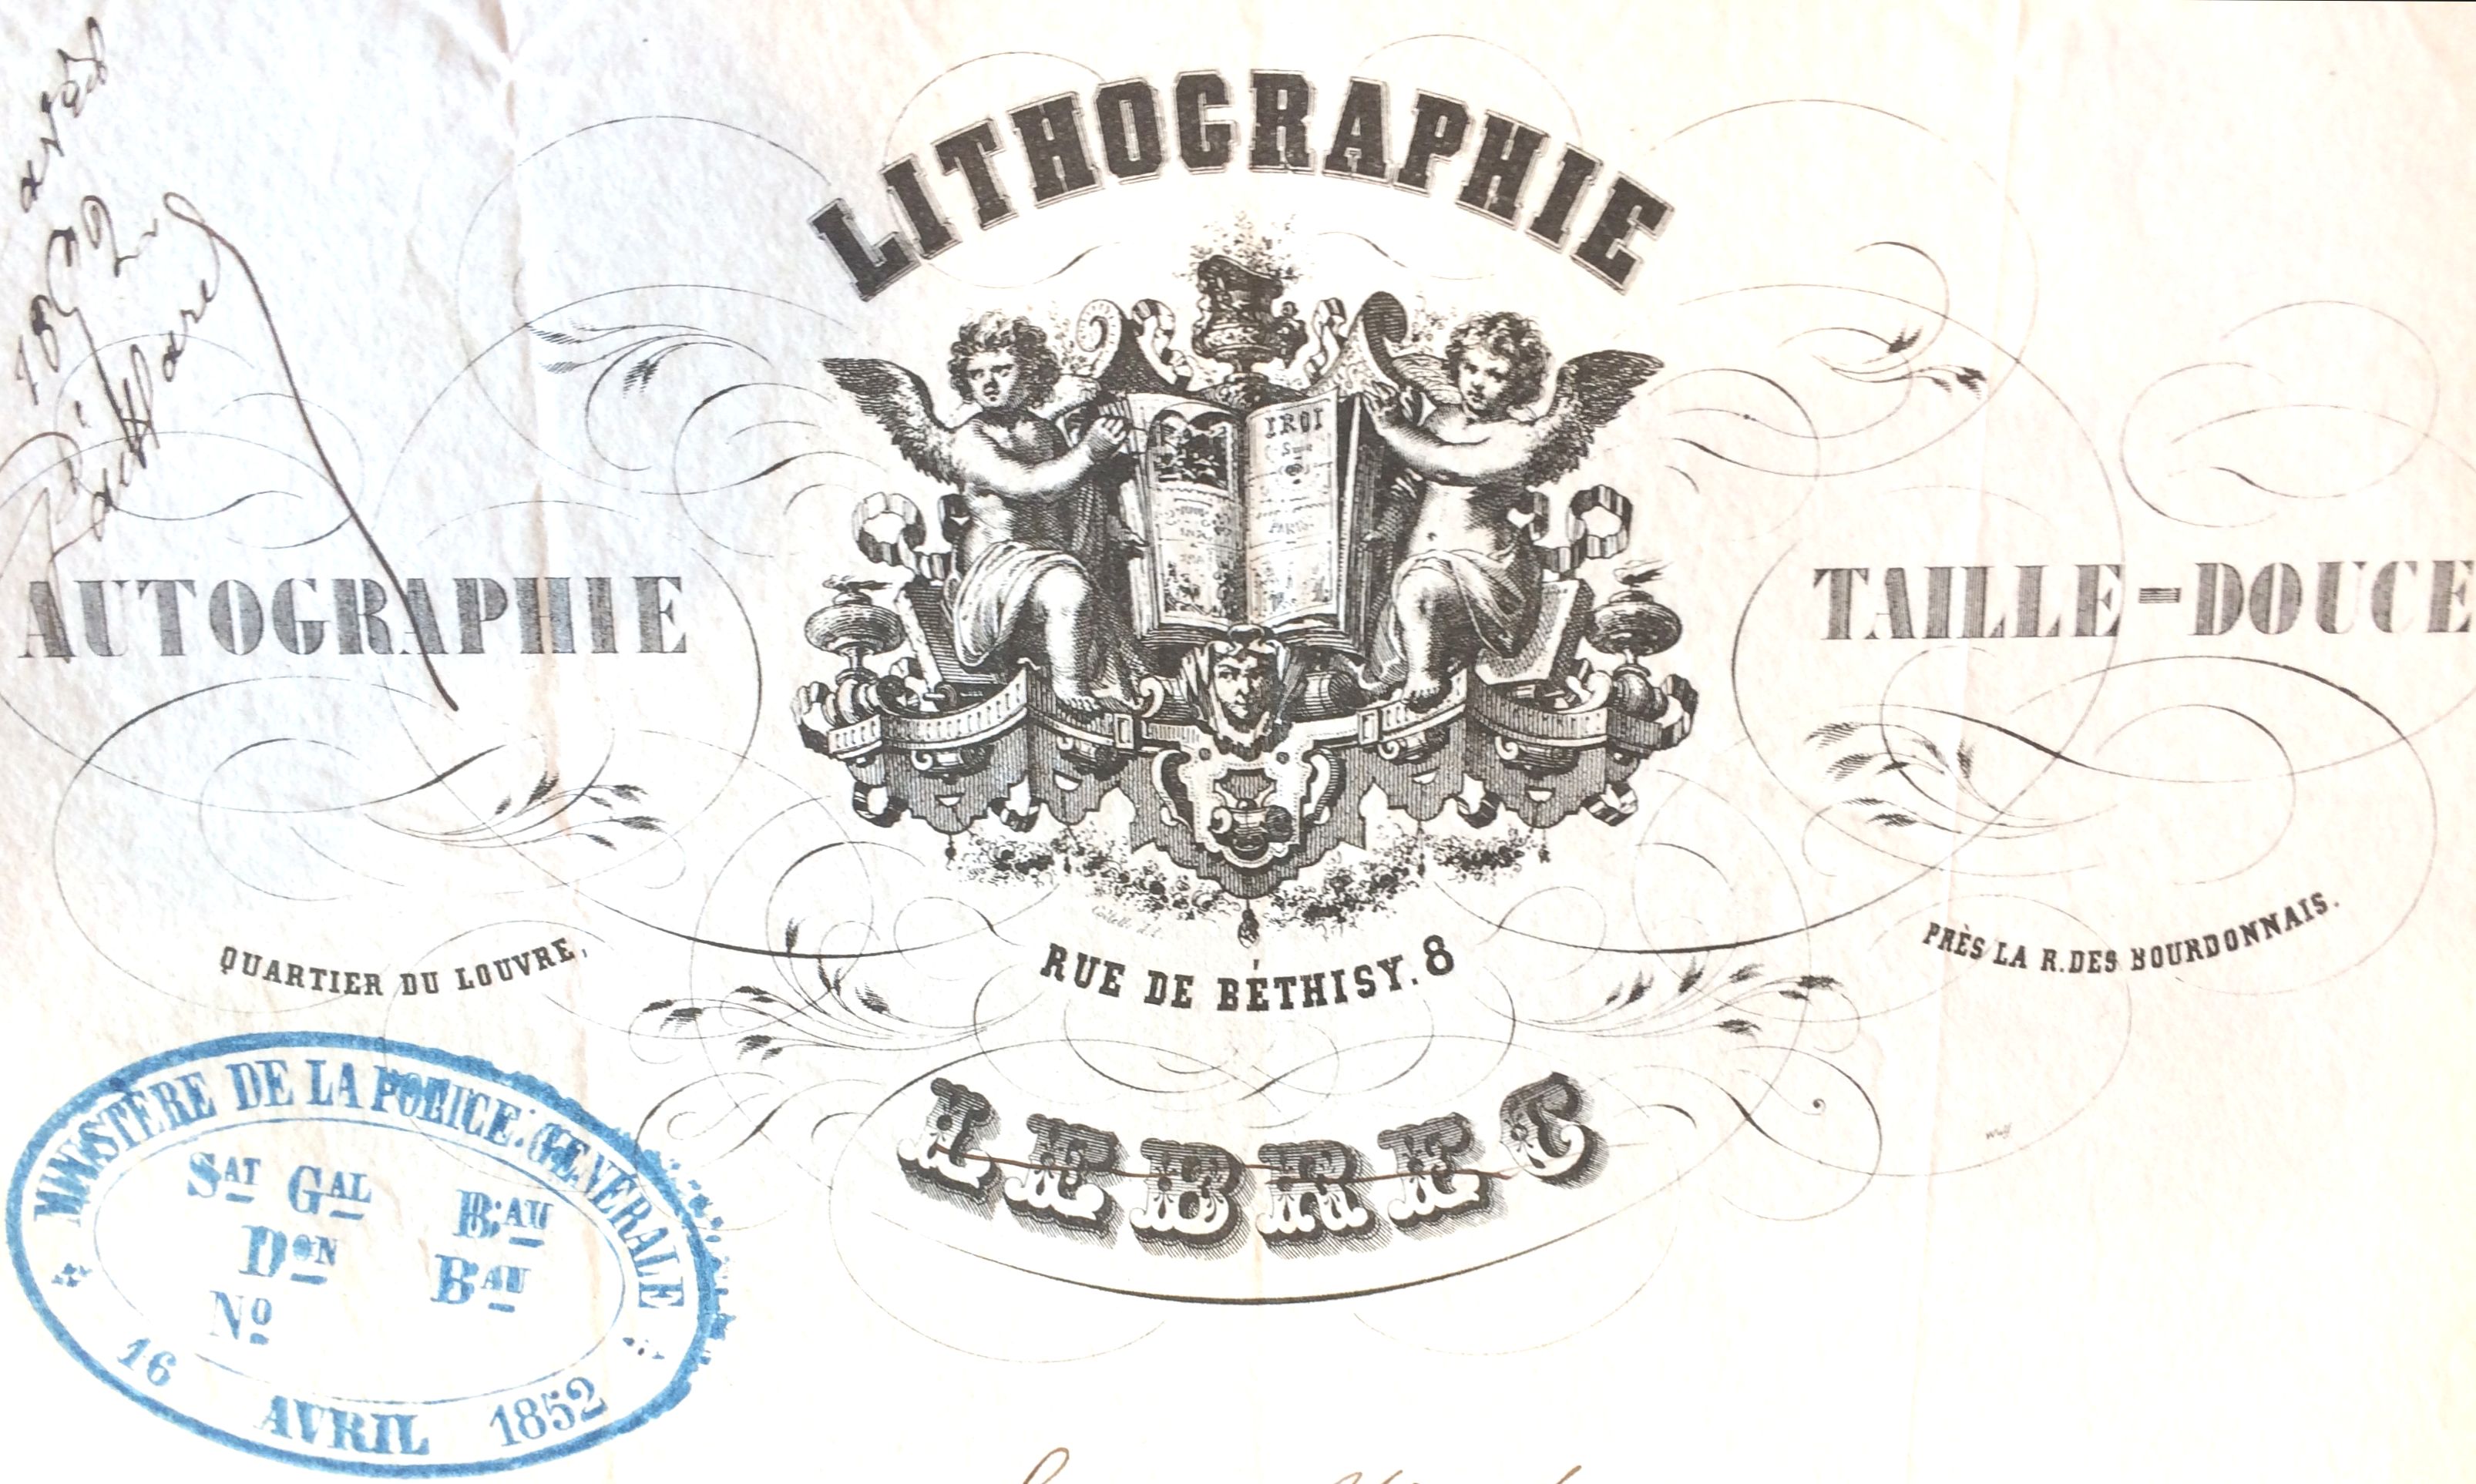 LITHOGRAPHIE
AUTOGRAPHIE
TAILLE-DOUCE
QUARTIER DU LOUVRE,
RUE DE BÉTHISY. 8
PRÈS LA R. DES BOURDONNAIS.
LEBREC
MINISTÈRE DE LA POLICE GÉNÉRALE
SAT GAL BAU
DON BAU
No
16 AVRIL 1852